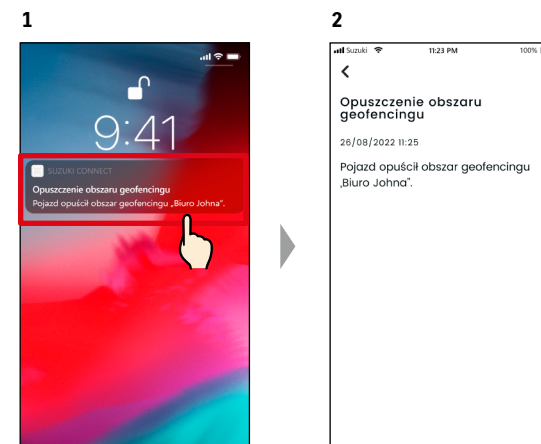 1
9:41
SUZUKI CONNECT
Opuszczenie obszaru geofencingu
Pojazd opuścił obszar geofencingu „Biuro Johna”.
2
Suzuki 11:23 PM 100%
Opuszczenie obszaru
geofencingu
26/08/2022 11:25
Pojazd opuścił obszar geofencingu
„Biuro Johna”.